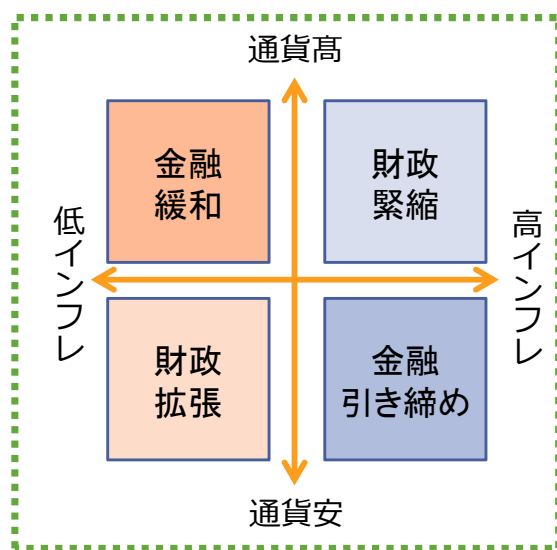 通貨髙
金融
緩和
財政
緊縮
低インフレ
高インフレ
財政
拡張
金融
引き締め
通貨安